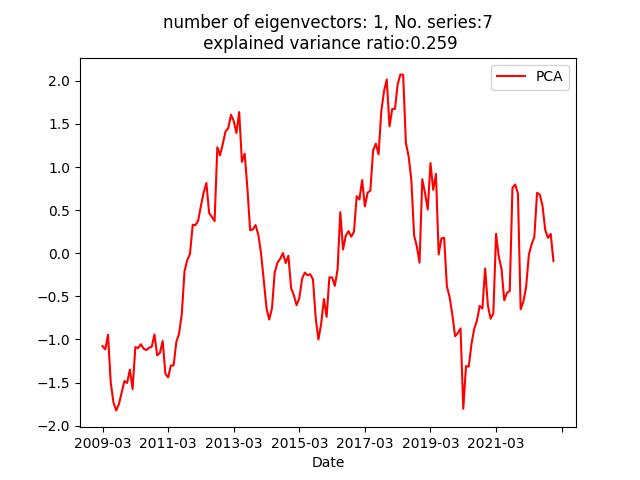 number of eigenvectors: 1, No. series:7
explained variance ratio:0.259
PCA
2.0
1.5
1.0
0.5
0.0
−0.5
−1.0
−1.5
−2.0
2009-03 2011-03 2013-03 2015-03 2017-03 2019-03 2021-03
Date